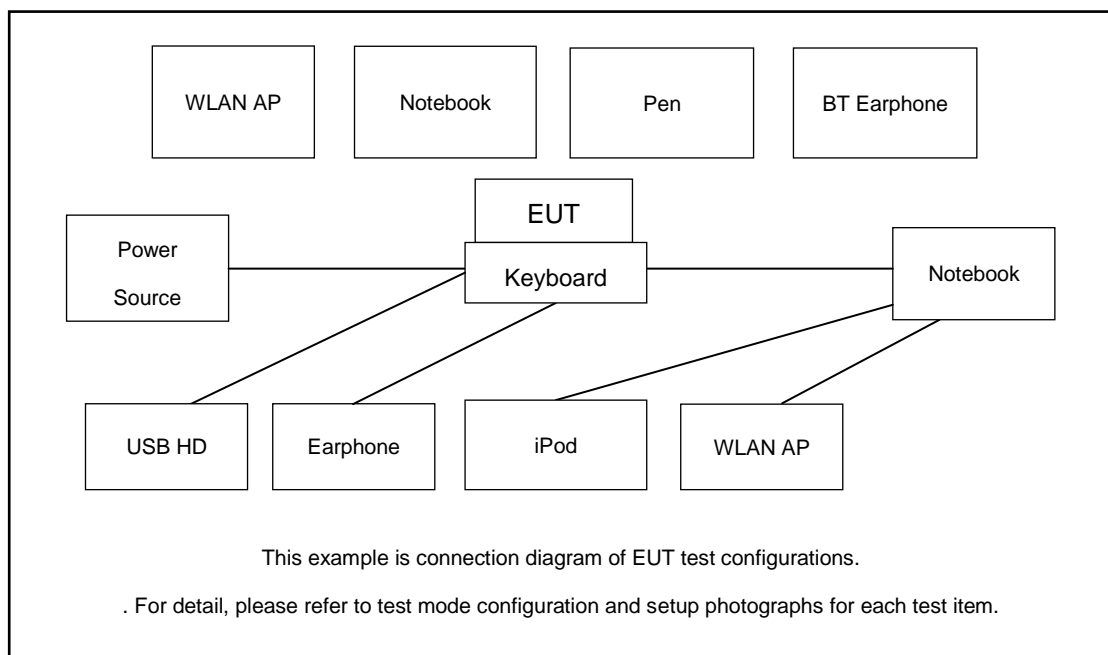 WLAN AP
Notebook
Pen
BT Earphone
EUT
Power
Source
Keyboard
Notebook
USB HD
Earphone
iPod
WLAN AP
This example is connection diagram of EUT test configurations.
. For detail, please refer to test mode configuration and setup photographs for each test item.